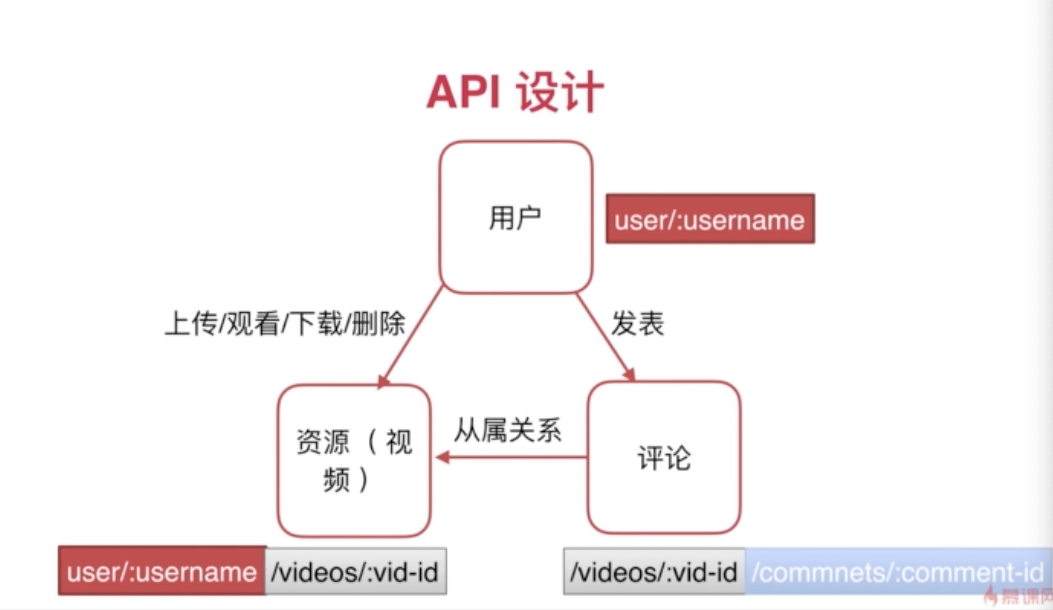 API 设计
用户
user/:username
上传/观看/下载/删除
发表
资源（视
频）
从属关系
评论
user/:username/videos/:vid-id
/videos/:vid-id/commnets/:comment-id
慕课网